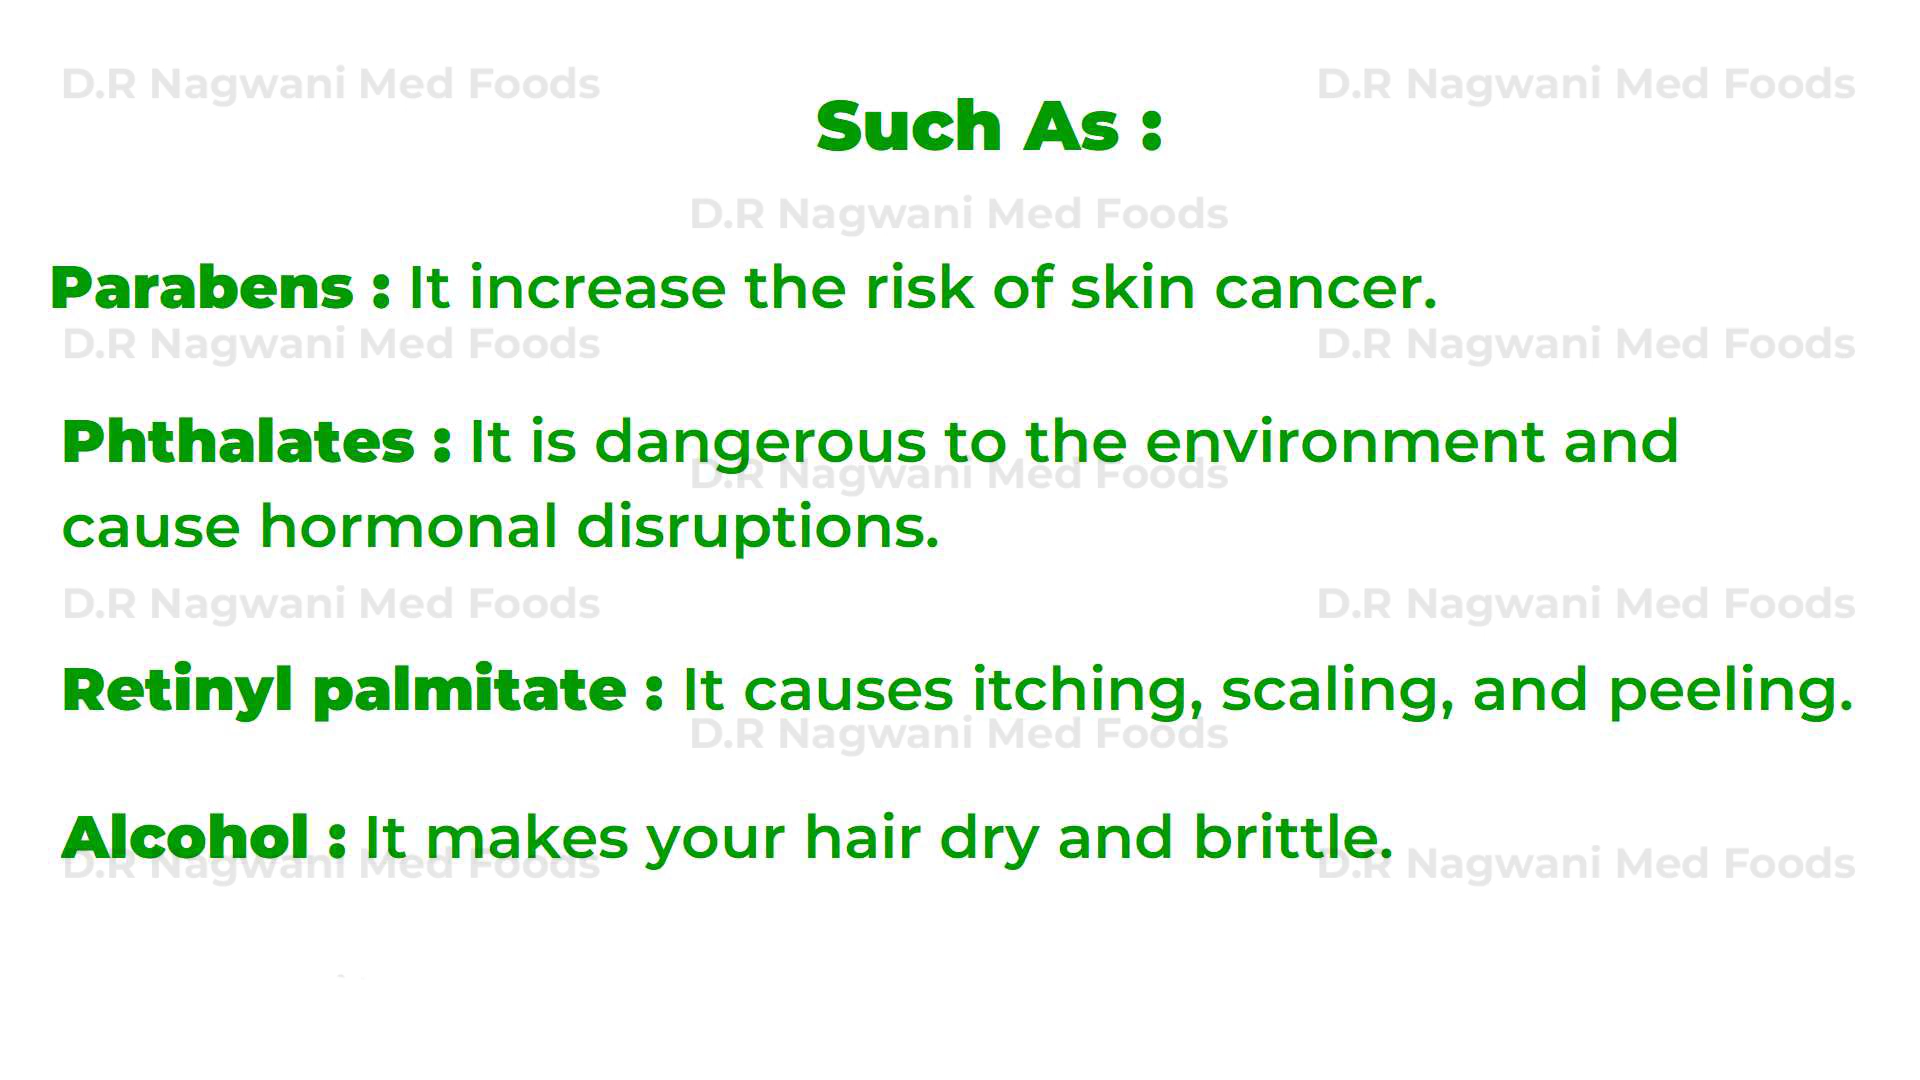 D.R Nagwani Med Foods D.R Nagwani Med Foods
Such As :
D.R Nagwani Med Foods
Parabens : It increase the risk of skin cancer.
D.R Nagwani Med Foods D.R Nagwani Med Foods
Phthalates : It is dangerous to the environment and
D.R Nagwani Med Foods
cause hormonal disruptions.
D.R Nagwani Med Foods D.R Nagwani Med Foods
Retinyl palmitate : It causes itching, scaling, and peeling.
D.R Nagwani Med Foods
Alcohol : It makes your hair dry and brittle.
D.R Nagwani Med Foods D.R Nagwani Med Foods